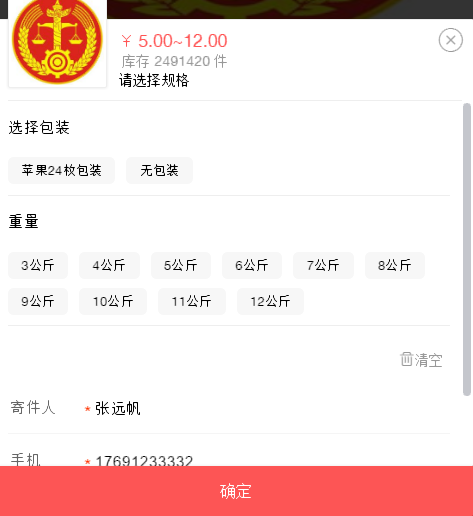 ¥ 5.00~12.00
库存 2491420 件
请选择规格
选择包装
苹果24枚包装 无包装
重量
3公斤 4公斤 5公斤 6公斤 7公斤 8公斤
9公斤 10公斤 11公斤 12公斤
清空
寄件人 * 张远帆
手机 * 17691233332
确定